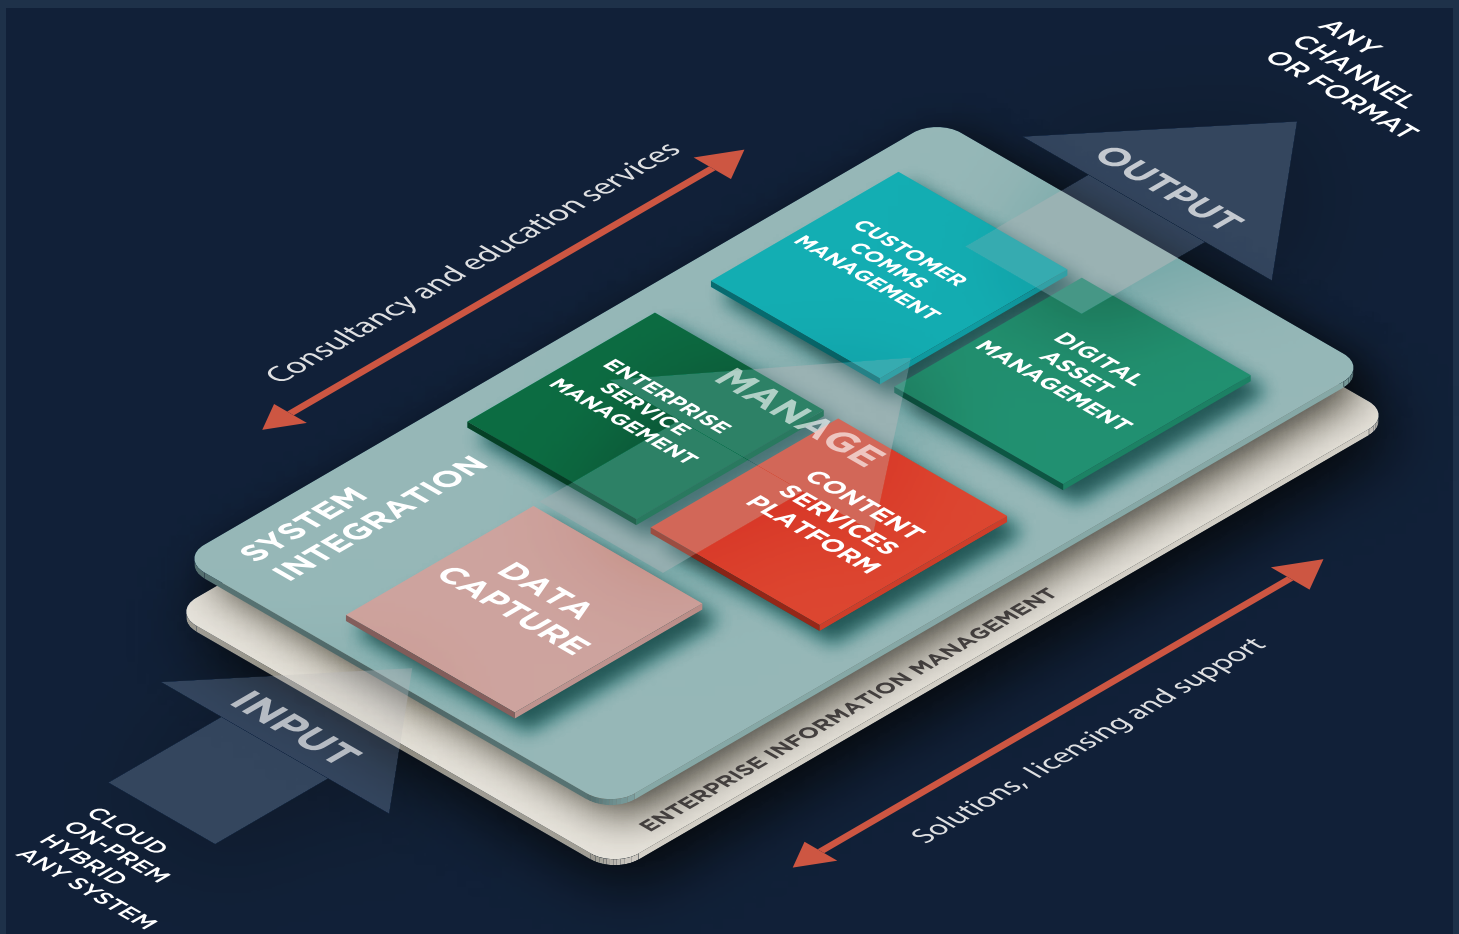 ANY
CHANNEL
OR FORMAT
OUTPUT
Consultancy and education services
CUSTOMER
COMMS
MANAGEMENT
DIGITAL
ASSET
MANAGEMENT
MANAGE
ENTERPRISE
SERVICE
MANAGEMENT
CONTENT
SERVICES
PLATFORM
SYSTEM
INTEGRATION
DATA
CAPTURE
ENTERPRISE INFORMATION MANAGEMENT
Solutions, licensing and support
INPUT
CLOUD
ON-PREM
HYBRID
ANY SYSTEM